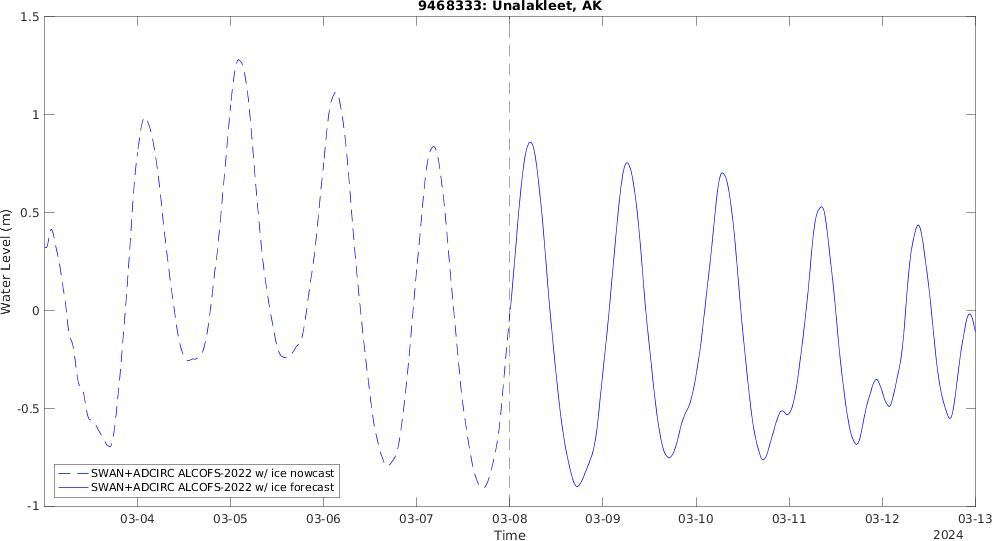 9468333: Unalakleet, AK
1.5
1
0.5
0
-0.5
-1
Water Level (m)
SWAN+ADCIRC ALCOFS-2022 w/ ice nowcast
SWAN+ADCIRC ALCOFS-2022 w/ ice forecast
03-04 03-05 03-06 03-07 03-08 03-09 03-10 03-11 03-12 03-13
Time
2024